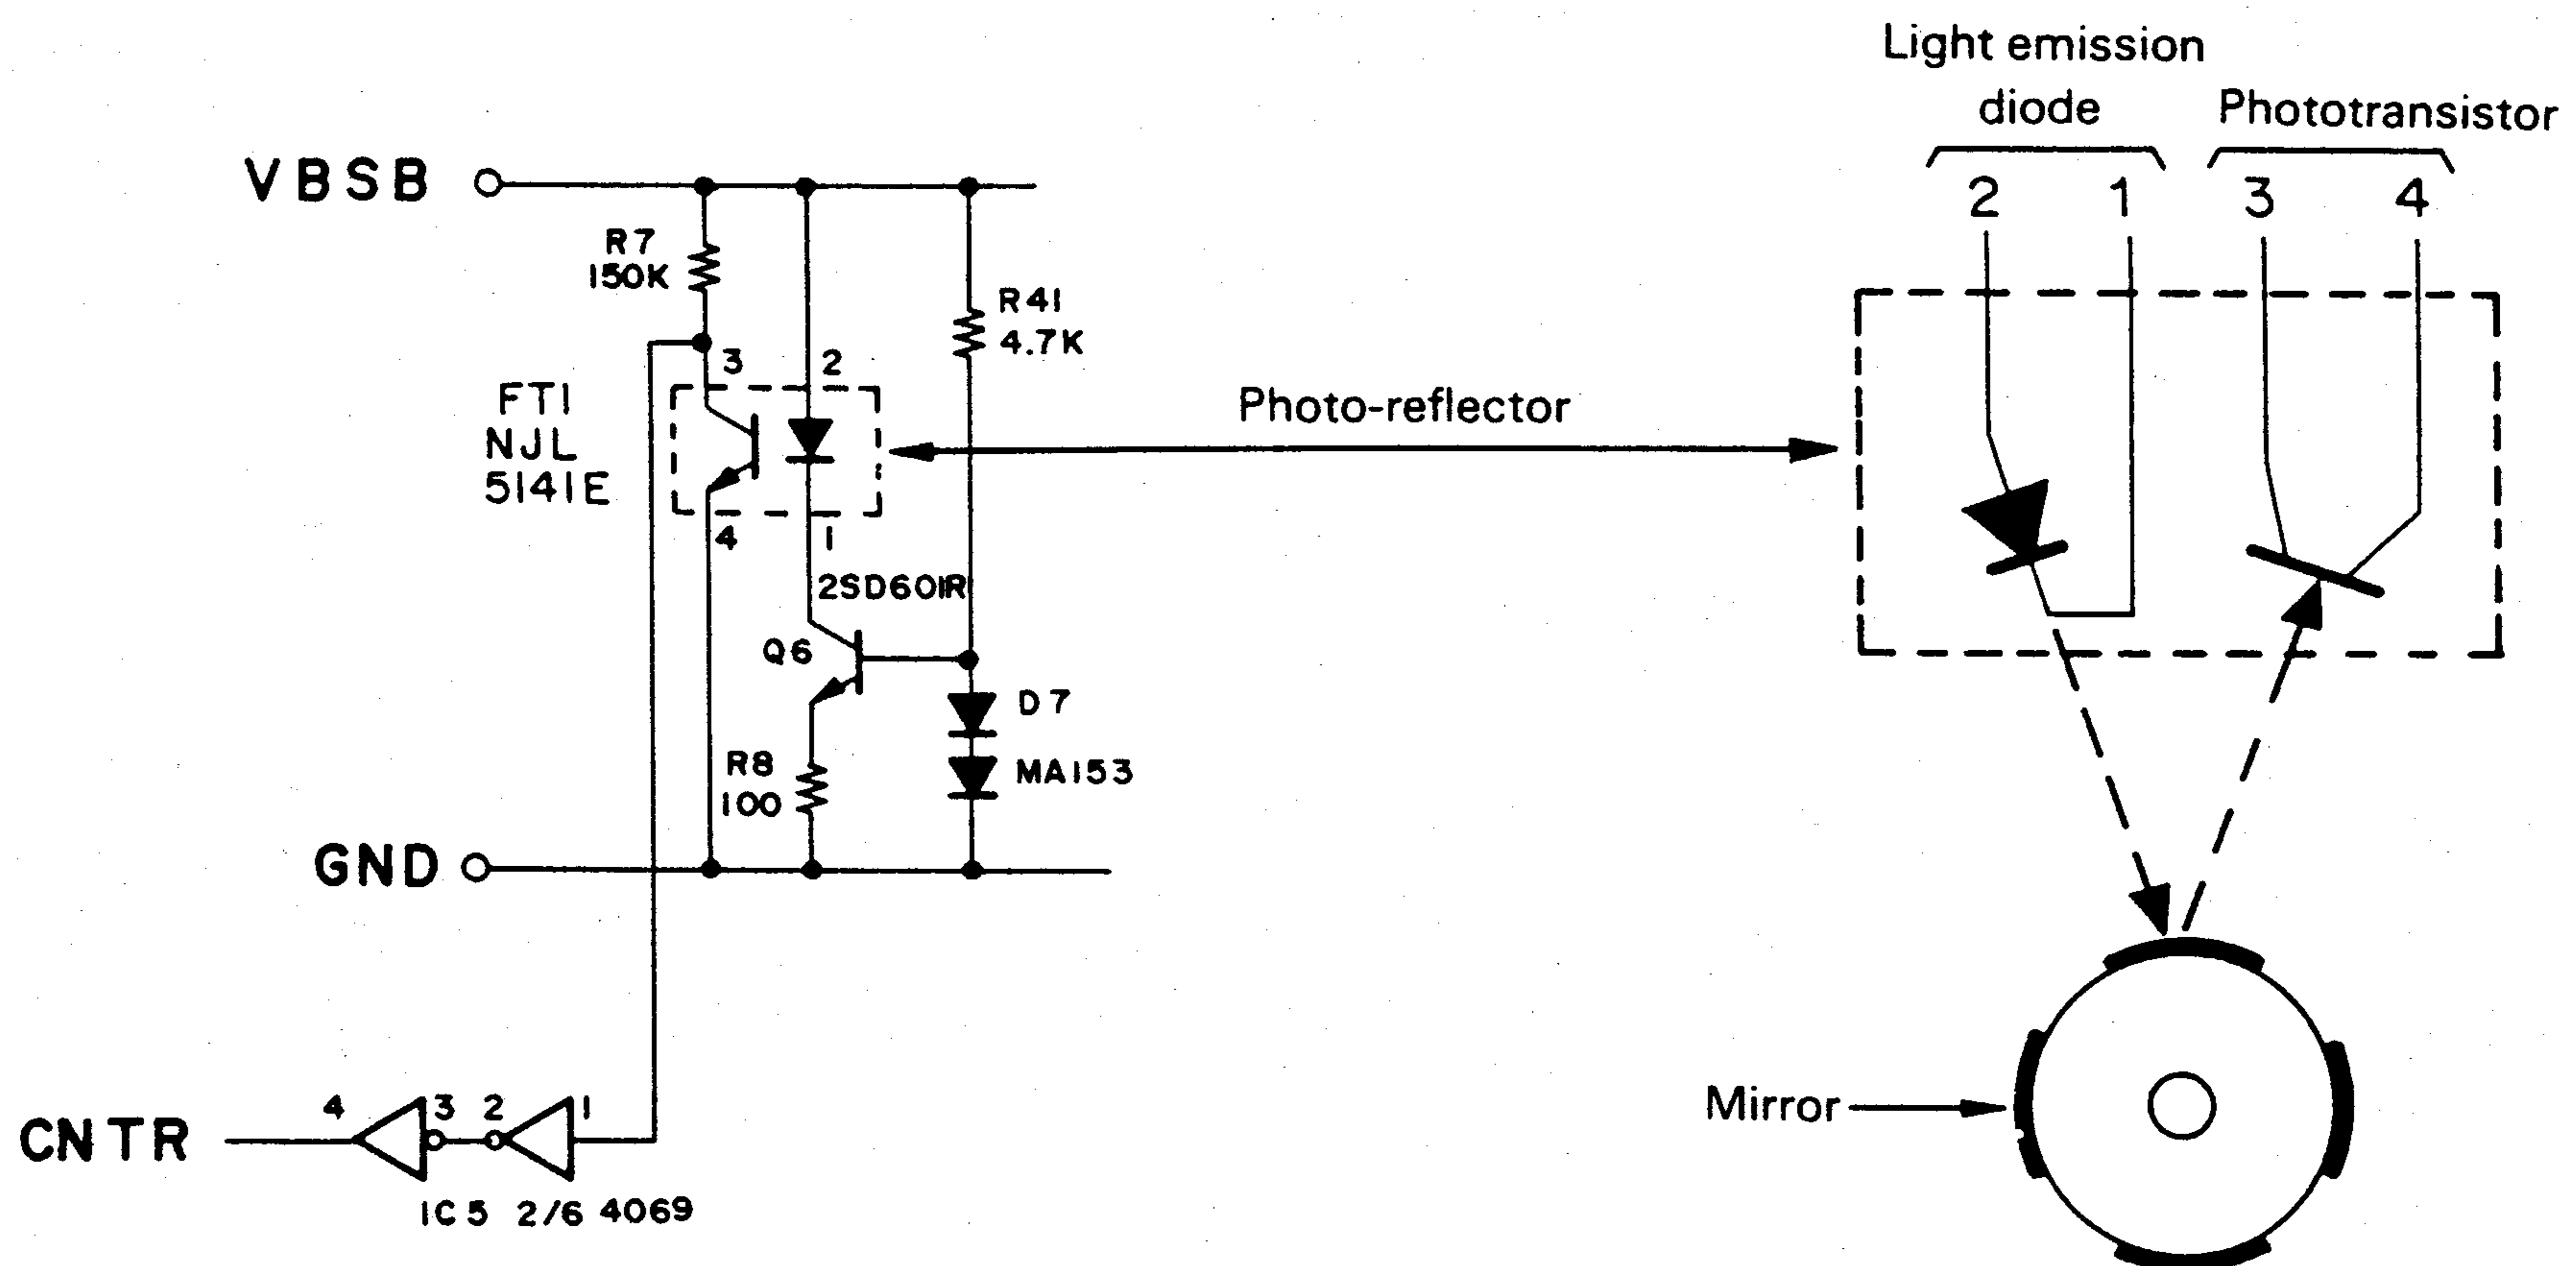 Light emission
diode
Phototransistor
2 1 3 4
VBSB
R7
150K
R41
4.7K
3 2
FT1
NJL
5141E
Photo-reflector
4 1
2SD601R
Q6
D7
R8
100
MA153
GND
Mirror
CNTR
4 3 2 1
IC5 2/6 4069